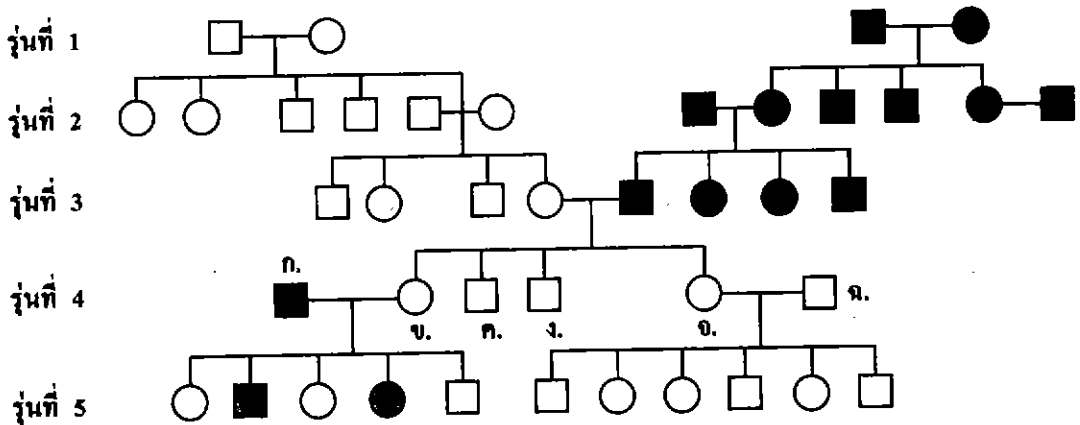 รุ่นที่ 1
รุ่นที่ 2
รุ่นที่ 3
ก.
รุ่นที่ 4
ฉ.
ข. ค. ง. จ.
รุ่นที่ 5